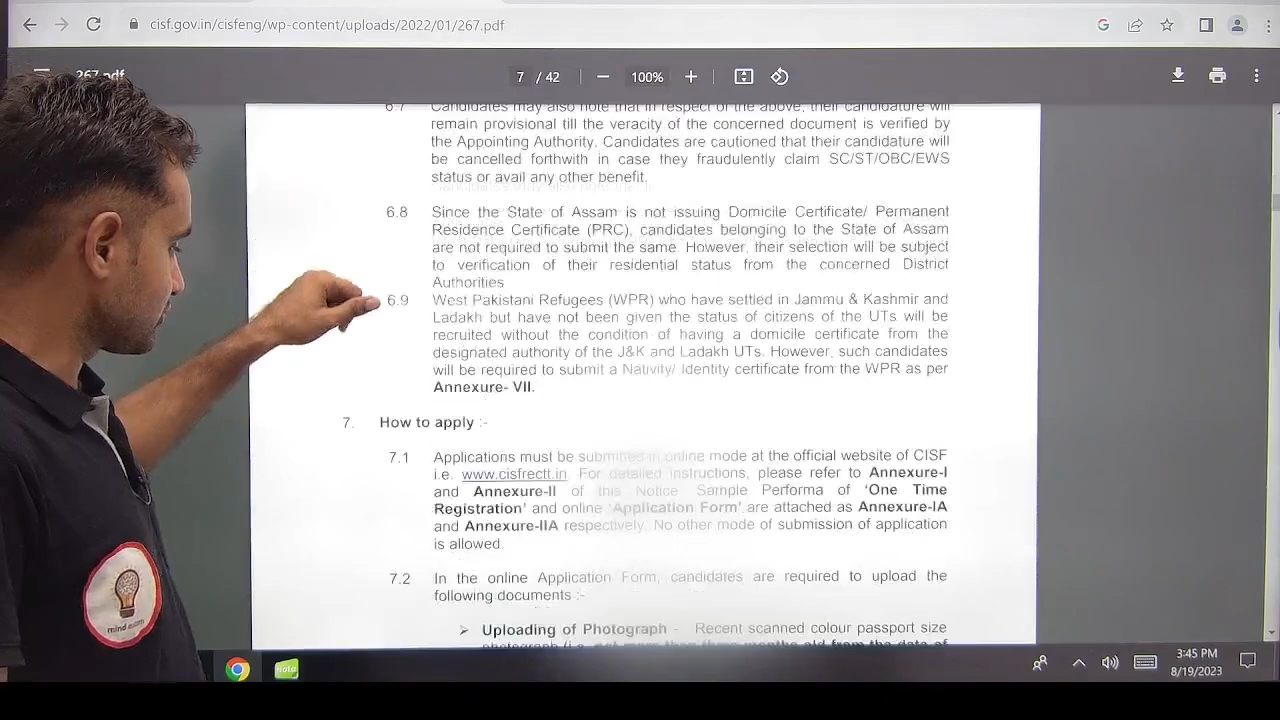 cisf.gov.in/cisfeng/wp-content/uploads/2022/01/267.pdf
267.pdf
7 / 42
100%
6.7 Candidates may also note that in respect of the above, their candidature will
remain provisional till the veracity of the concerned document is verified by
the Appointing Authority. Candidates are cautioned that their candidature will
be cancelled forthwith in case they fraudulently claim SC/ST/OBC/EWS
status or avail any other benefit.
6.8 Since the State of Assam is not issuing Domicile Certificate/ Permanent
Residence Certificate (PRC), candidates belonging to the State of Assam
are not required to submit the same. However, their selection will be subject
to verification of their residential status from the concerned District
Authorities
6.9 West Pakistani Refugees (WPR) who have settled in Jammu & Kashmir and
Ladakh but have not been given the status of citizens of the UTs will be
recruited without the condition of having a domicile certificate from the
designated authority of the J&K and Ladakh UTs. However, such candidates
will be required to submit a Nativity/ Identity certificate from the WPR as per
Annexure- VII.
7. How to apply :-
7.1 Applications must be submitted in online mode at the official website of CISF
i.e. www.cisfrectt.in. For detailed instructions, please refer to Annexure-I
and Annexure-II of this Notice Sample Performa of 'One Time
Registration' and online 'Application Form' are attached as Annexure-IA
and Annexure-IIA respectively. No other mode of submission of application
is allowed.
7.2 In the online Application Form, candidates are required to upload the
following documents :-
➢ Uploading of Photograph - Recent scanned colour passport size
photograph (i.e. not more than three months old from the date of
3:45 PM
8/19/2023